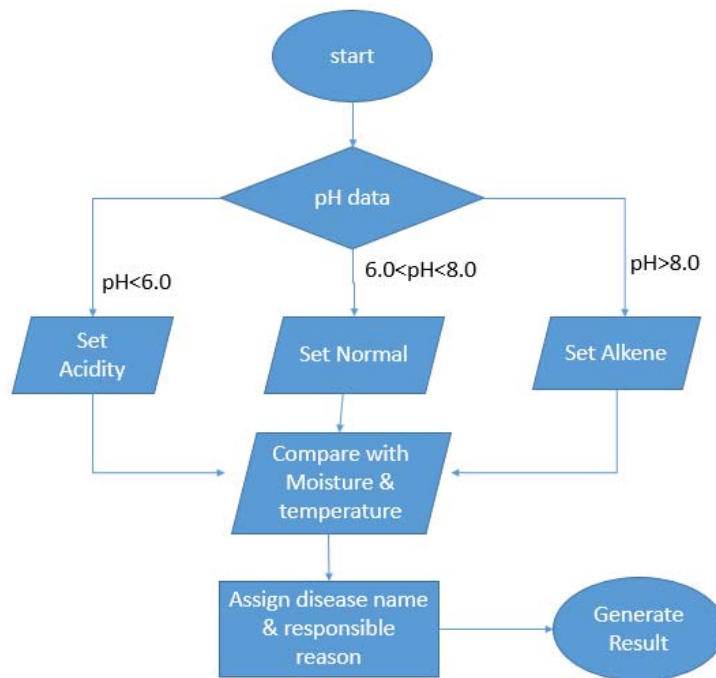 start
pH data
pH<6.0
6.0<pH<8.0
pH>8.0
Set
Acidity
Set Normal
Set Alkene
Compare with
Moisture &
temperature
Assign disease name
& responsible
reason
Generate
Result